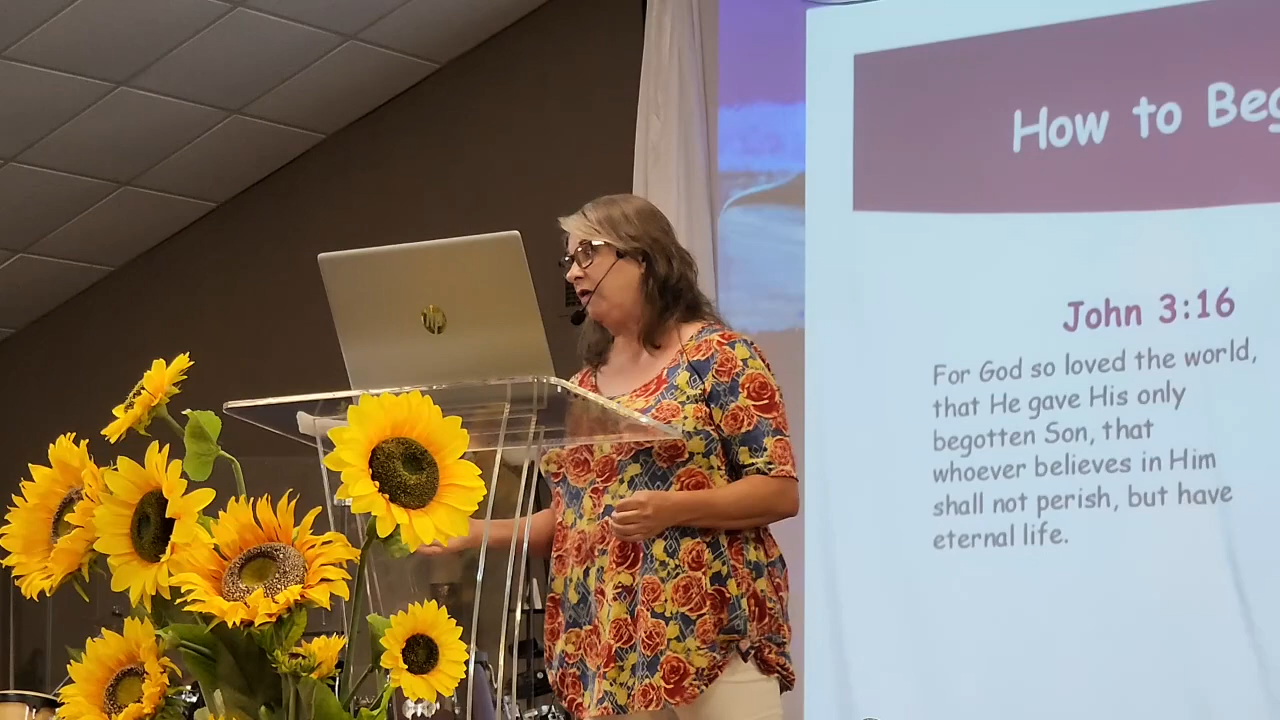 How to Beg
John 3:16
For God so loved the world,
that He gave His only
begotten Son, that
whoever believes in Him
shall not perish, but have
eternal life.
hp